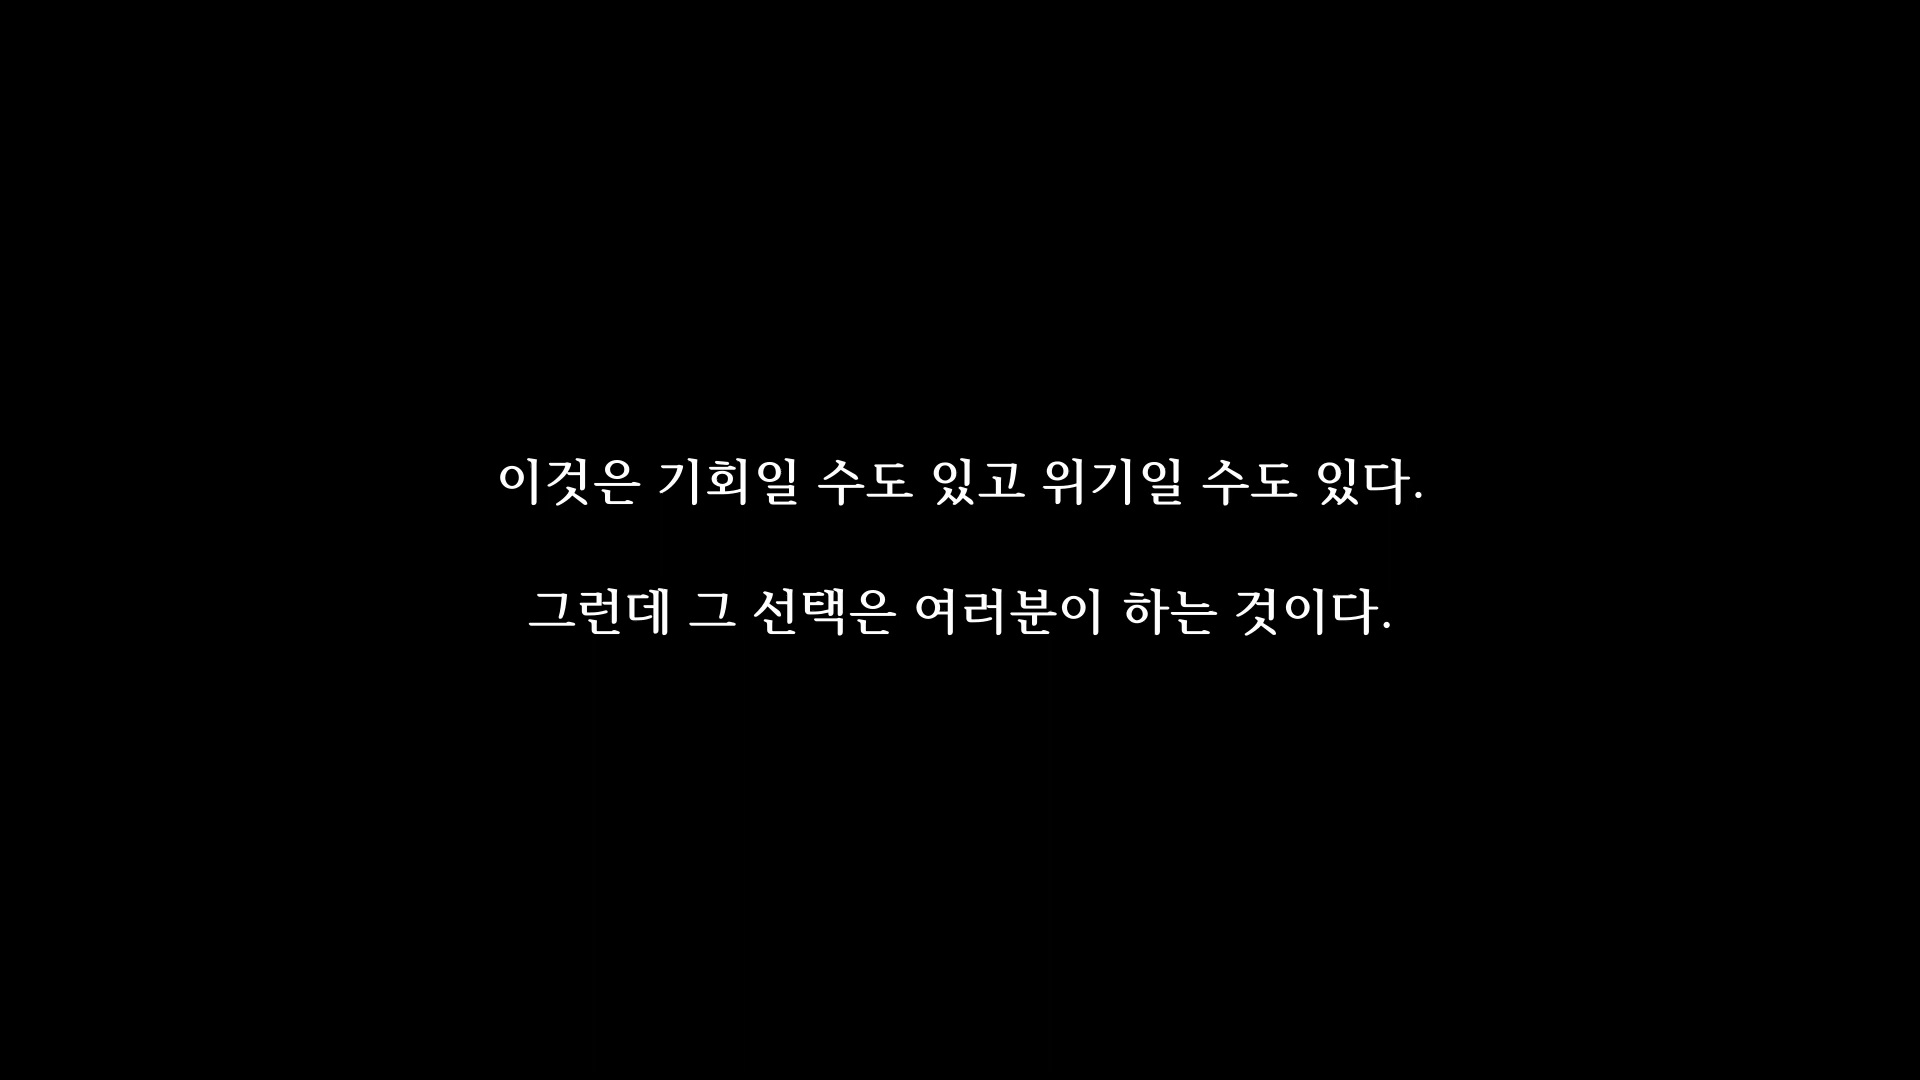 이것은 기회일 수도 있고 위기일 수도 있다.
그런데 그 선택은 여러분이 하는 것이다.